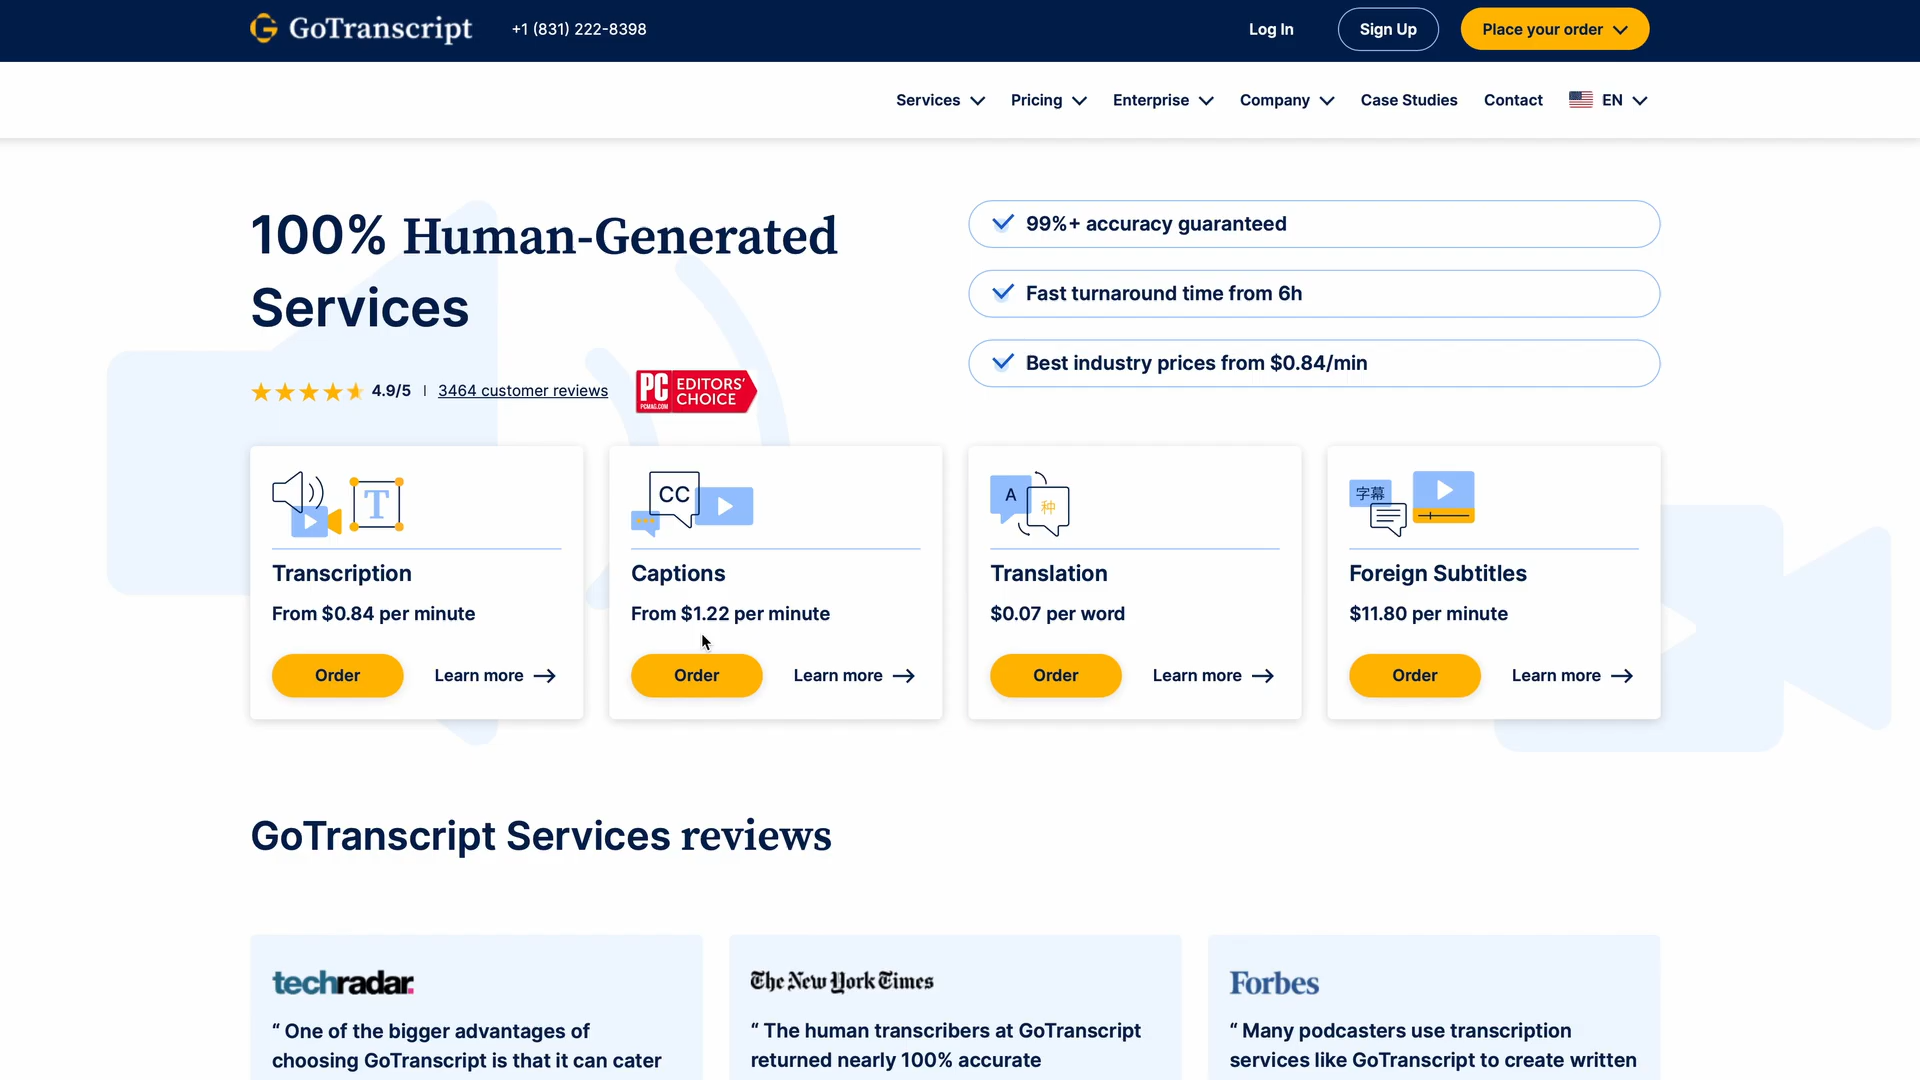 GoTranscript
+1 (831) 222-8398
Log In
Sign Up
Place your order
Services
Pricing
Enterprise
Company
Case Studies
Contact
EN
100% Human-Generated
Services
4.9/5 | 3464 customer reviews
PC
PCMAG.COM
EDITORS'
CHOICE
99%+ accuracy guaranteed
Fast turnaround time from 6h
Best industry prices from $0.84/min
T
Transcription
From $0.84 per minute
Order
Learn more
CC
Captions
From $1.22 per minute
Order
Learn more
A
种
Translation
$0.07 per word
Order
Learn more
字幕
Foreign Subtitles
$11.80 per minute
Order
Learn more
GoTranscript Services reviews
techradar.
“ One of the bigger advantages of
choosing GoTranscript is that it can cater
The New York Times
“ The human transcribers at GoTranscript
returned nearly 100% accurate
Forbes
“ Many podcasters use transcription
services like GoTranscript to create written